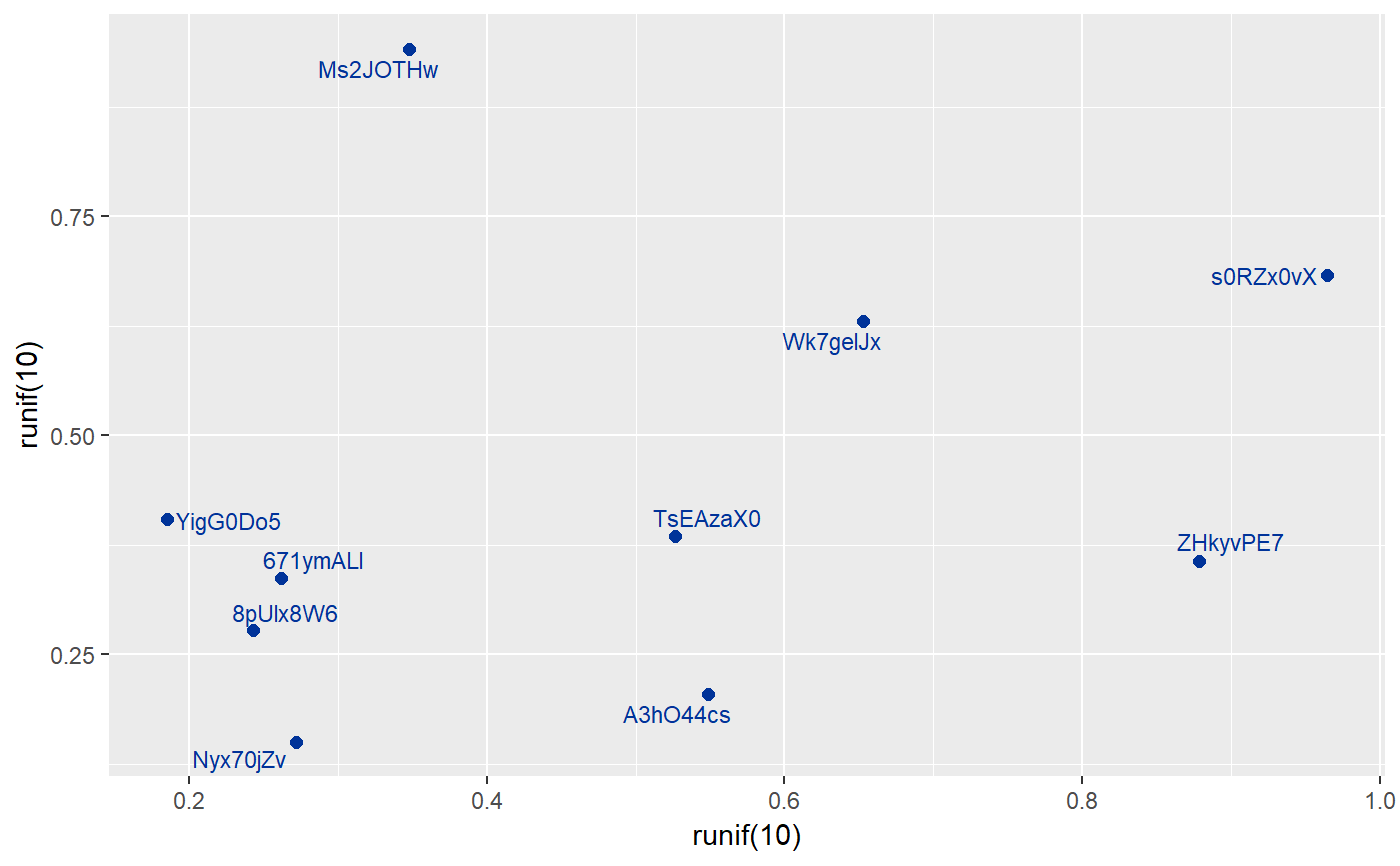 Ms2JOTHw
0.75
s0RZx0vX
Wk7gelJx
runif(10)
0.50
YigG0Do5
TsEAzaX0
ZHkyvPE7
671ymALl
8pUlx8W6
0.25
A3hO44cs
Nyx70jZv
0.2 0.4 0.6 0.8 1.0
runif(10)